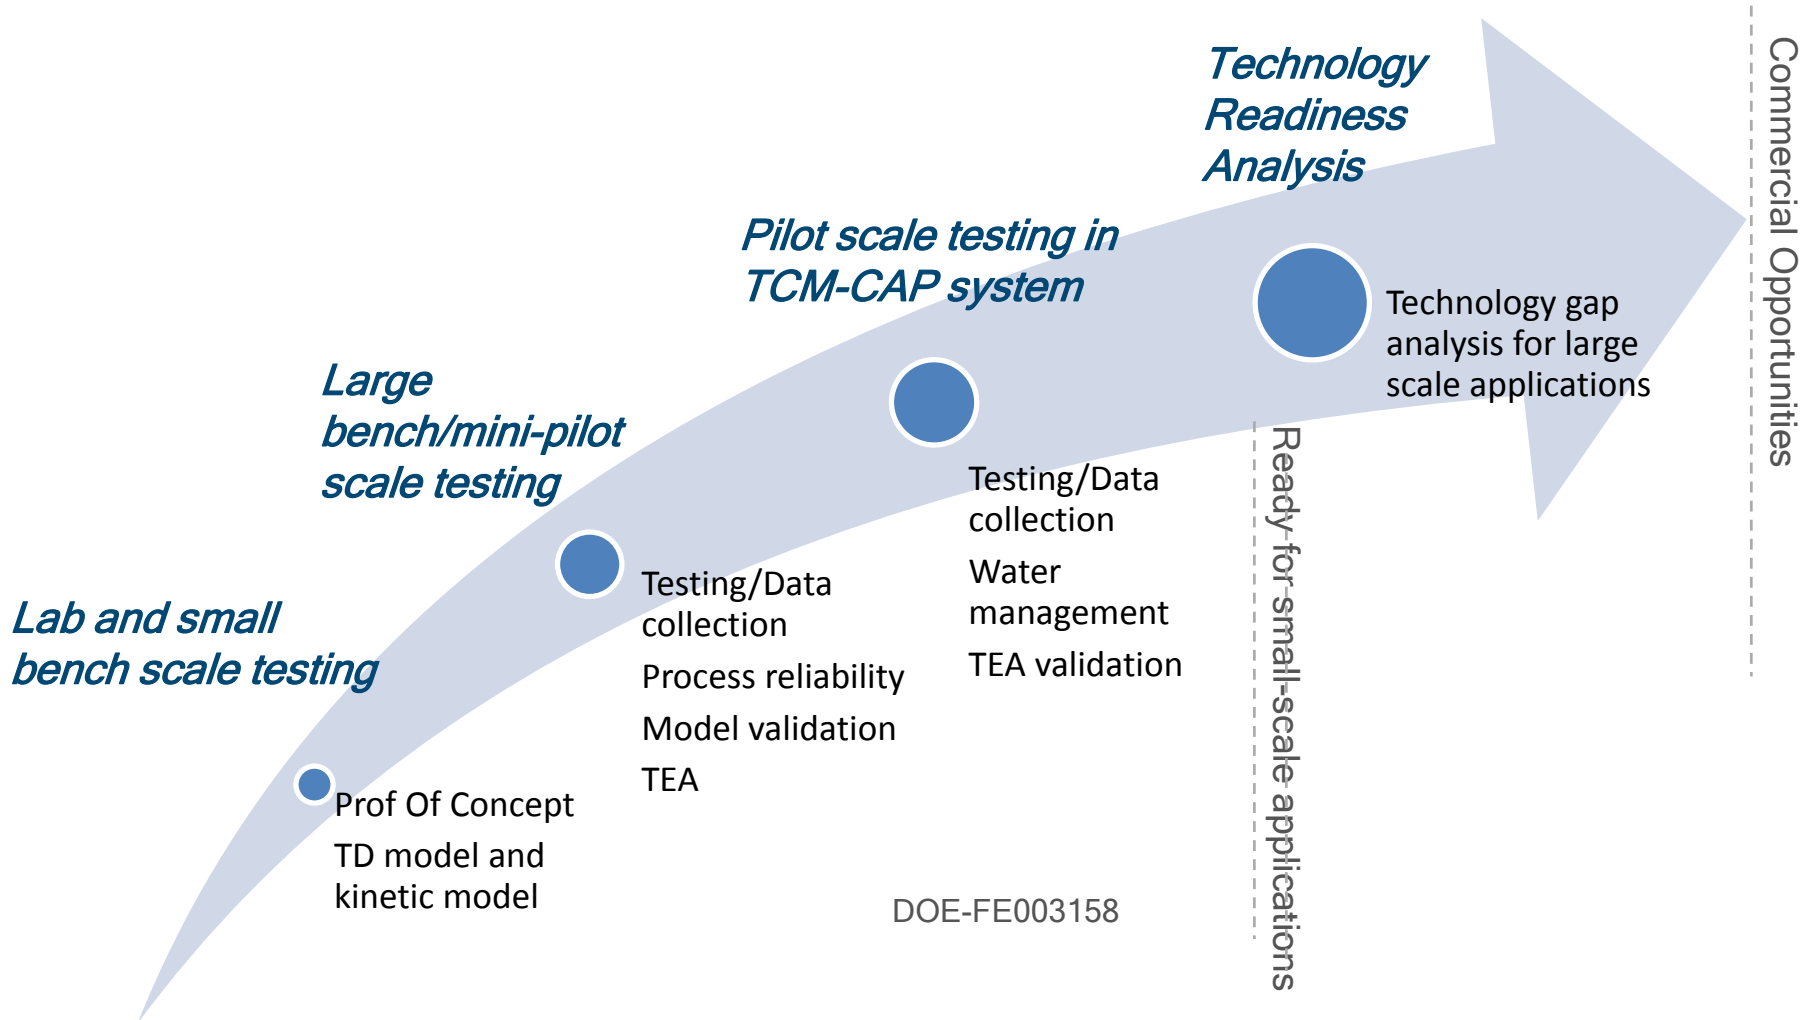 Lab and small
bench scale testing
Prof Of Concept
TD model and
kinetic model
Large
bench/mini-pilot
scale testing
Testing/Data
collection
Process reliability
Model validation
TEA
Pilot scale testing in
TCM-CAP system
Testing/Data
collection
Water
management
TEA validation
Technology
Readiness
Analysis
Technology gap
analysis for large
scale applications
Ready for small-scale applications
Commercial Opportunities
DOE-FE003158